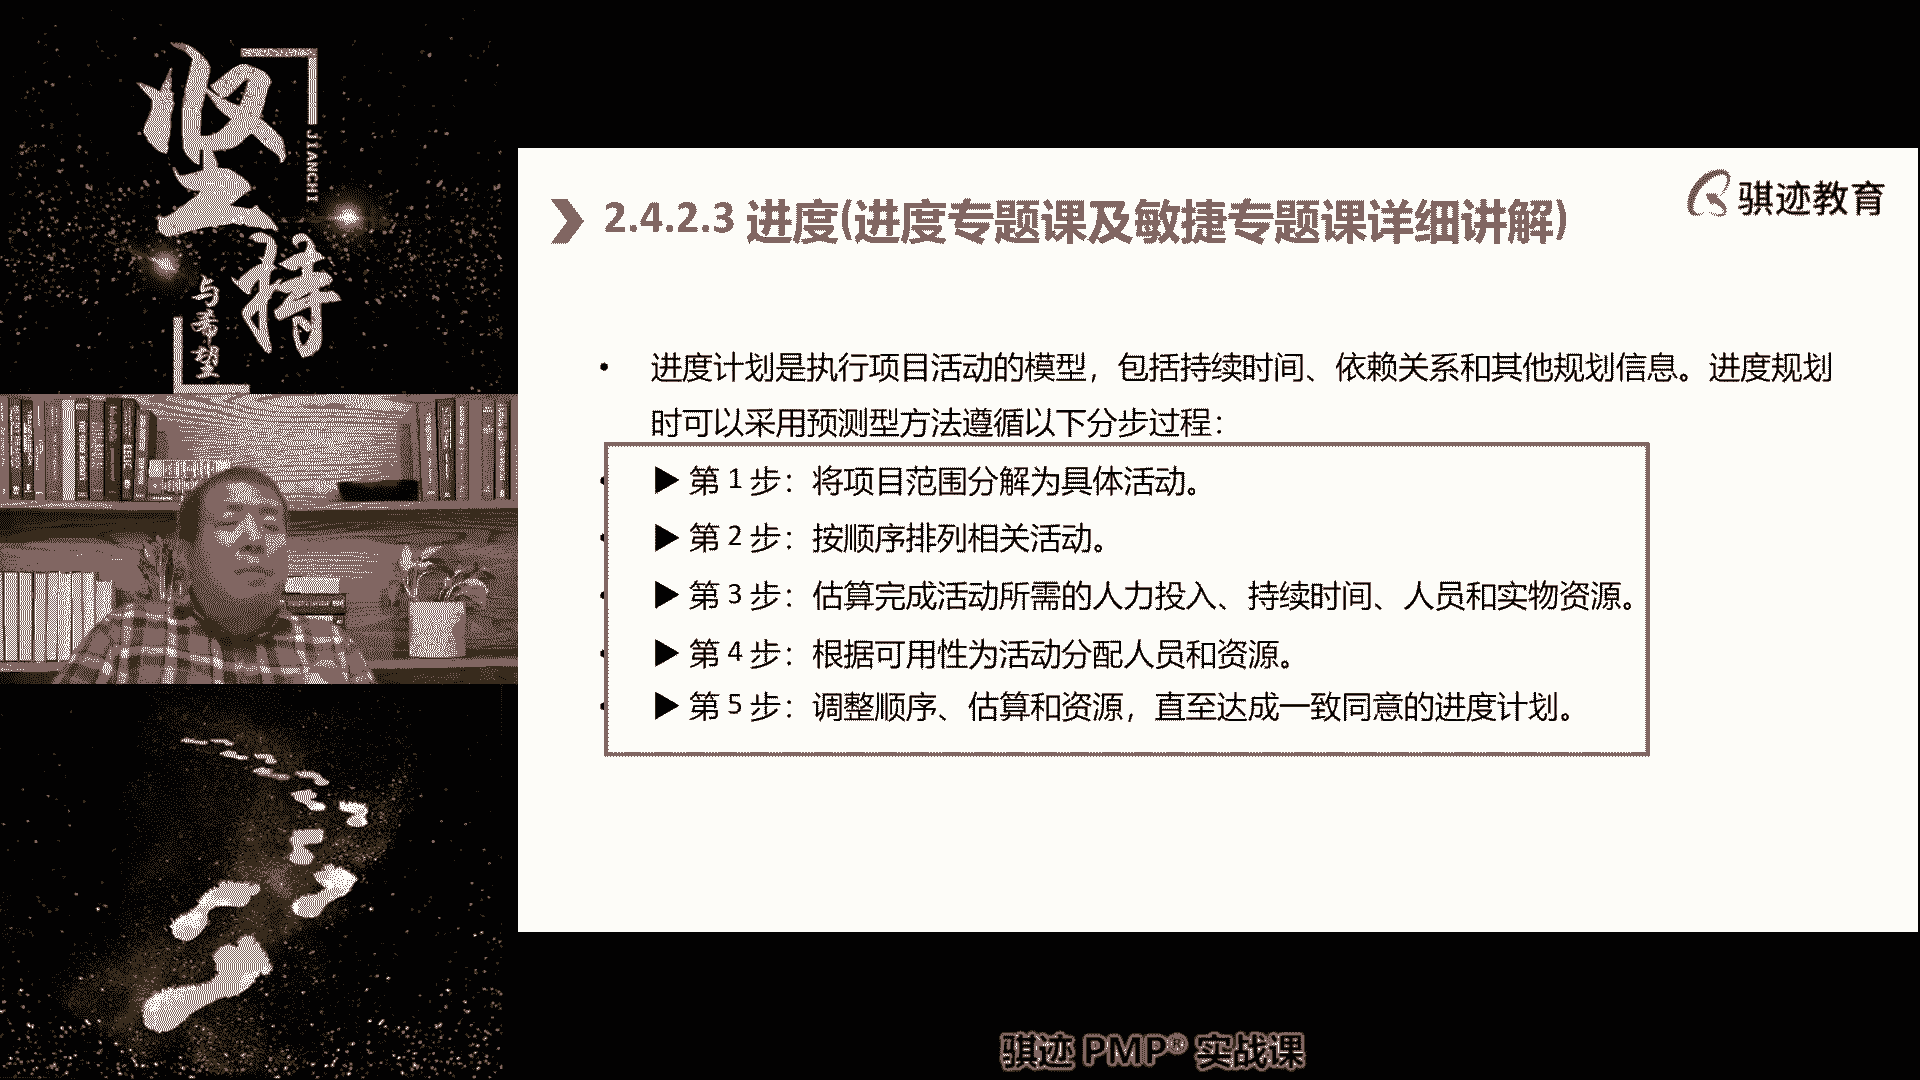 坚持
JIANCHI
与希望
2.4.2.3 进度(进度专题课及敏捷专题课详细讲解)
骐迹教育
• 进度计划是执行项目活动的模型，包括持续时间、依赖关系和其他规划信息。进度规划
时可以采用预测型方法遵循以下分步过程：
▶ 第 1 步：将项目范围分解为具体活动。
▶ 第 2 步：按顺序排列相关活动。
▶ 第 3 步：估算完成活动所需的人力投入、持续时间、人员和实物资源。
▶ 第 4 步：根据可用性为活动分配人员和资源。
▶ 第 5 步：调整顺序、估算和资源，直至达成一致同意的进度计划。
骐迹 PMP® 实战课